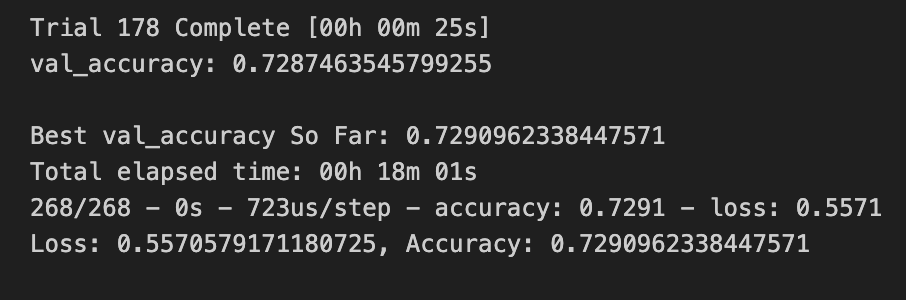 Trial 178 Complete [00h 00m 25s]
val_accuracy: 0.7287463545799255
Best val_accuracy So Far: 0.7290962338447571
Total elapsed time: 00h 18m 01s
268/268 - 0s - 723us/step - accuracy: 0.7291 - loss: 0.5571
Loss: 0.5570579171180725, Accuracy: 0.7290962338447571